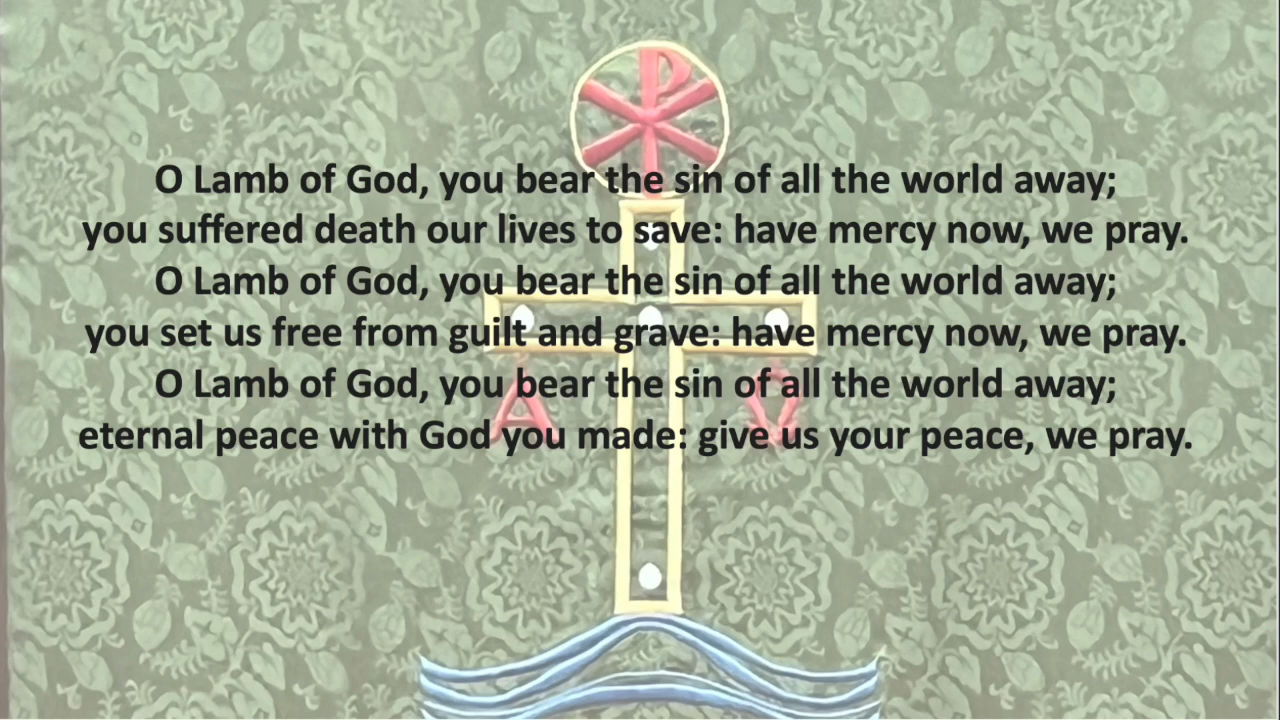 O Lamb of God, you bear the sin of all the world away;
you suffered death our lives to save: have mercy now, we pray.
O Lamb of God, you bear the sin of all the world away;
you set us free from guilt and grave: have mercy now, we pray.
O Lamb of God, you bear the sin of all the world away;
eternal peace with God you made: give us your peace, we pray.
Α Ω